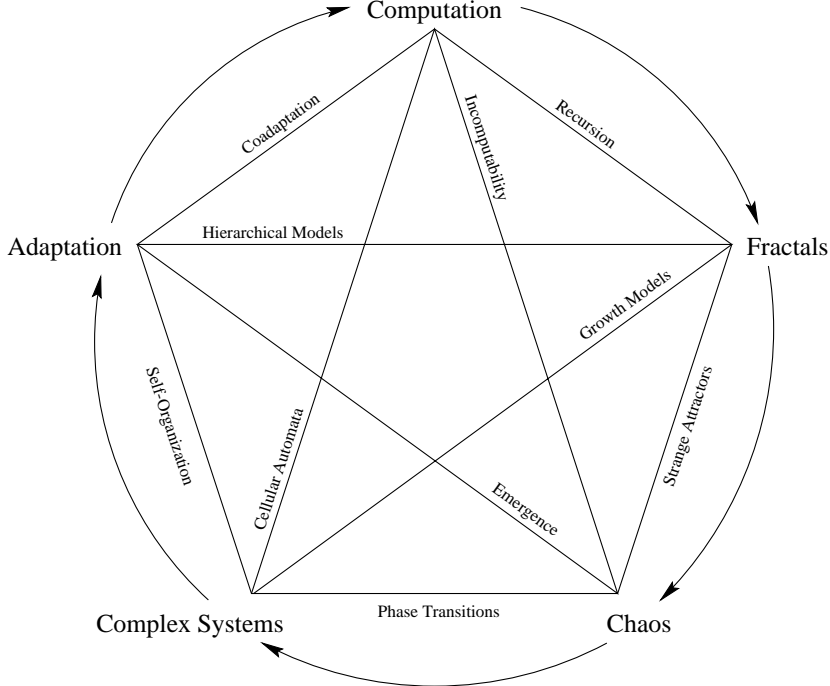 Computation
Coadaptation
Incomputability
Recursion
Adaptation
Hierarchical Models
Fractals
Growth Models
Self-Organization
Cellular Automata
Strange Attractors
Emergence
Phase Transitions
Complex Systems
Chaos